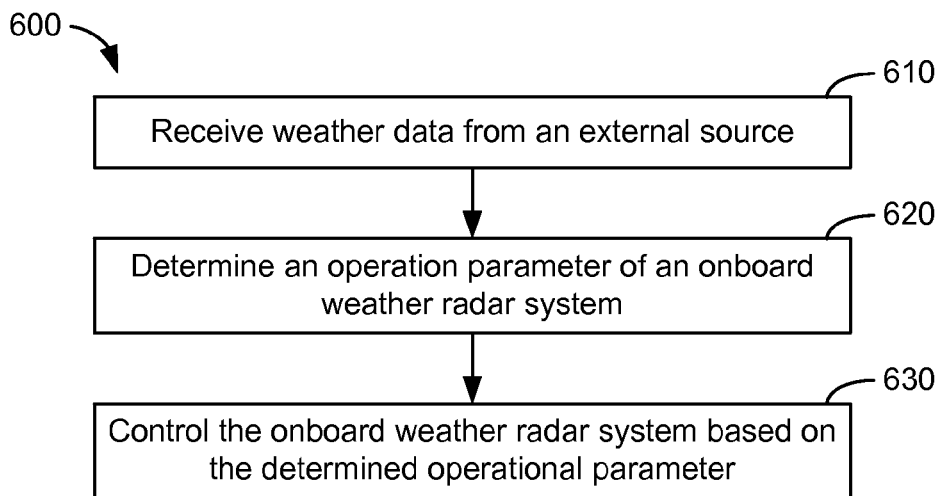 600
610
Receive weather data from an external source
620
Determine an operation parameter of an onboard
weather radar system
630
Control the onboard weather radar system based on
the determined operational parameter